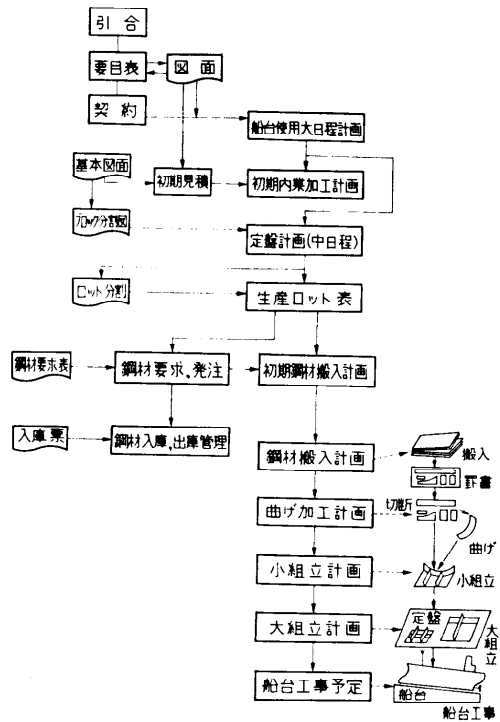 引合
要目表
図面
契約
船台使用大日程計画
基本図面
初期見積
初期内業加工計画
ブロック分割図
定盤計画(中日程)
ロット分割
生産ロット表
鋼材要求表
鋼材要求、発注
初期鋼材搬入計画
入庫票
鋼材入庫、出庫管理
鋼材搬入計画
搬入
罫書
曲げ加工計画
切断
曲げ
小組立計画
小組立
大組立計画
定盤
大組立
船台工事予定
船台
船台工事